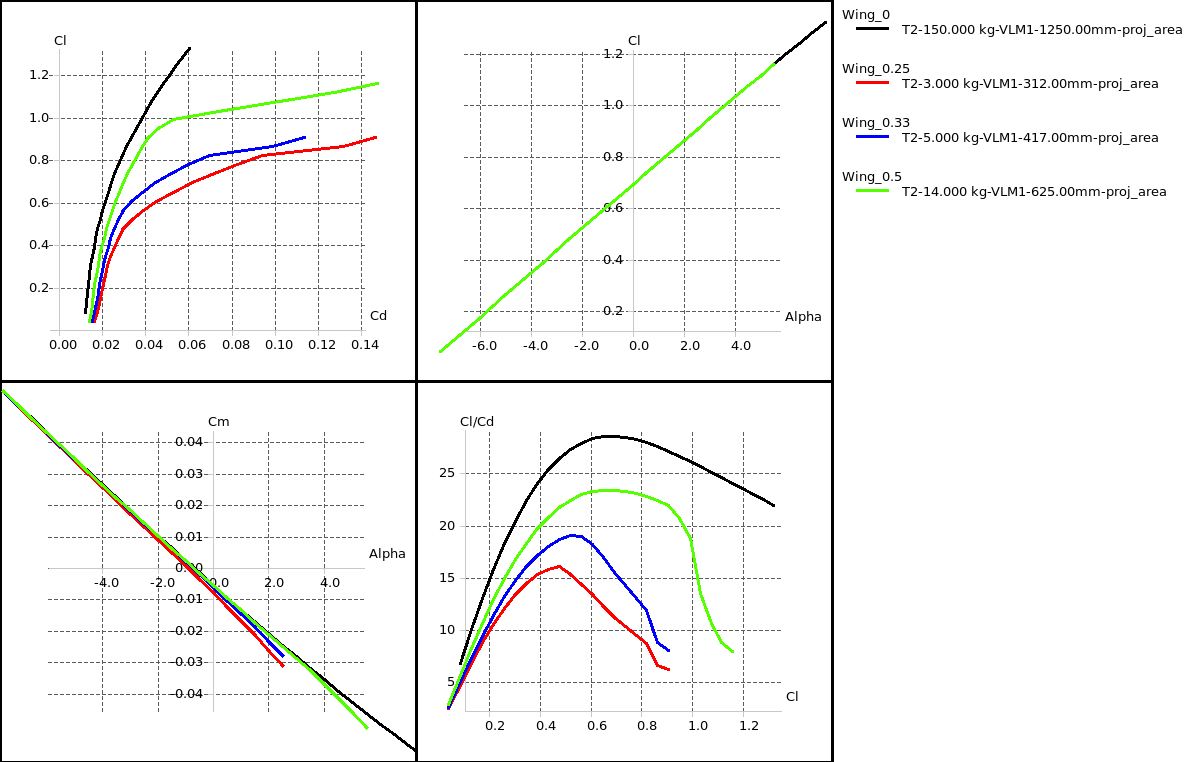 Cl
1.2
1.0
0.8
0.6
0.4
0.2
Cd
0.00 0.02 0.04 0.06 0.08 0.10 0.12 0.14
Cl
1.2
1.0
0.8
0.6
0.4
0.2
Alpha
-6.0 -4.0 -2.0 0.0 2.0 4.0
Cm
0.04
0.03
0.02
0.01
0.0
-0.01
-0.02
-0.03
-0.04
Alpha
-4.0 -2.0 0.0 2.0 4.0
Cl/Cd
25
20
15
10
5
Cl
0.2 0.4 0.6 0.8 1.0 1.2
Wing_0
T2-150.000 kg-VLM1-1250.00mm-proj_area
Wing_0.25
T2-3.000 kg-VLM1-312.00mm-proj_area
Wing_0.33
T2-5.000 kg-VLM1-417.00mm-proj_area
Wing_0.5
T2-14.000 kg-VLM1-625.00mm-proj_area